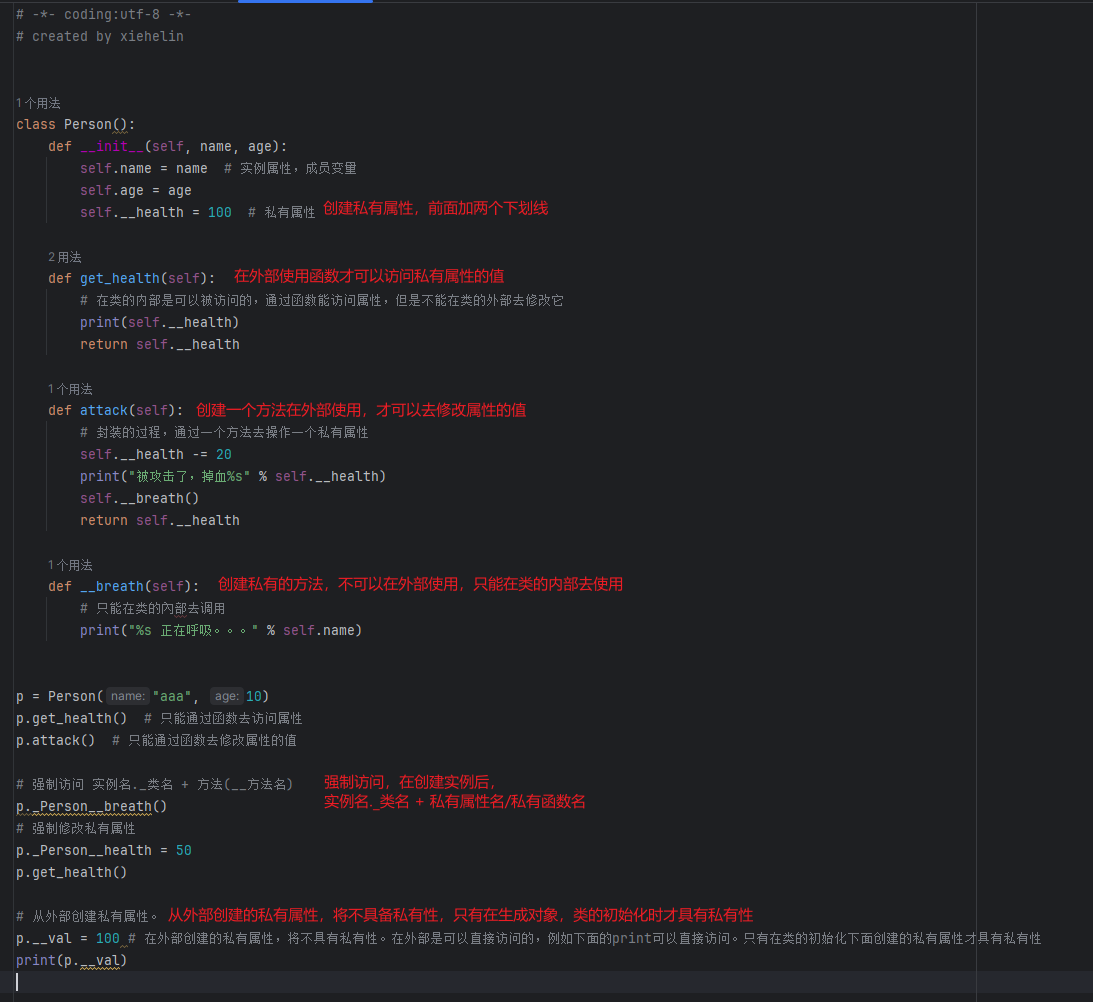 # -*- coding:utf-8 -*-
# created by xiehelin
1个用法
class Person():
def __init__(self, name, age):
self.name = name  # 实例属性，成员变量
self.age = age
self.__health = 100  # 私有属性 创建私有属性，前面加两个下划线
2用法
def get_health(self): 在外部使用函数才可以访问私有属性的值
# 在类的内部是可以被访问的，通过函数能访问属性，但是不能在类的外部去修改它
print(self.__health)
return self.__health
1个用法
def attack(self): 创建一个方法在外部使用，才可以去修改属性的值
# 封装的过程，通过一个方法去操作一个私有属性
self.__health -= 20
print("被攻击了，掉血%s" % self.__health)
self.__breath()
return self.__health
1个用法
def __breath(self): 创建私有的方法，不可以在外部使用，只能在类的内部去使用
# 只能在类的内部去调用
print("%s 正在呼吸。。。" % self.name)
p = Person( name: "aaa", age: 10)
p.get_health()  # 只能通过函数去访问属性
p.attack()  # 只能通过函数去修改属性的值
# 强制访问 实例名._类名 + 方法(__方法名) 强制访问，在创建实例后，
实例名._类名 + 私有属性名/私有函数名
p._Person__breath()
# 强制修改私有属性
p._Person__health = 50
p.get_health()
# 从外部创建私有属性。 从外部创建的私有属性，将不具备私有性，只有在生成对象，类的初始化时才具有私有性
p.__val = 100 # 在外部创建的私有属性，将不具有私有性。在外部是可以直接访问的，例如下面的print可以直接访问。只有在类的初始化下面创建的私有属性才具有私有性
print(p.__val)